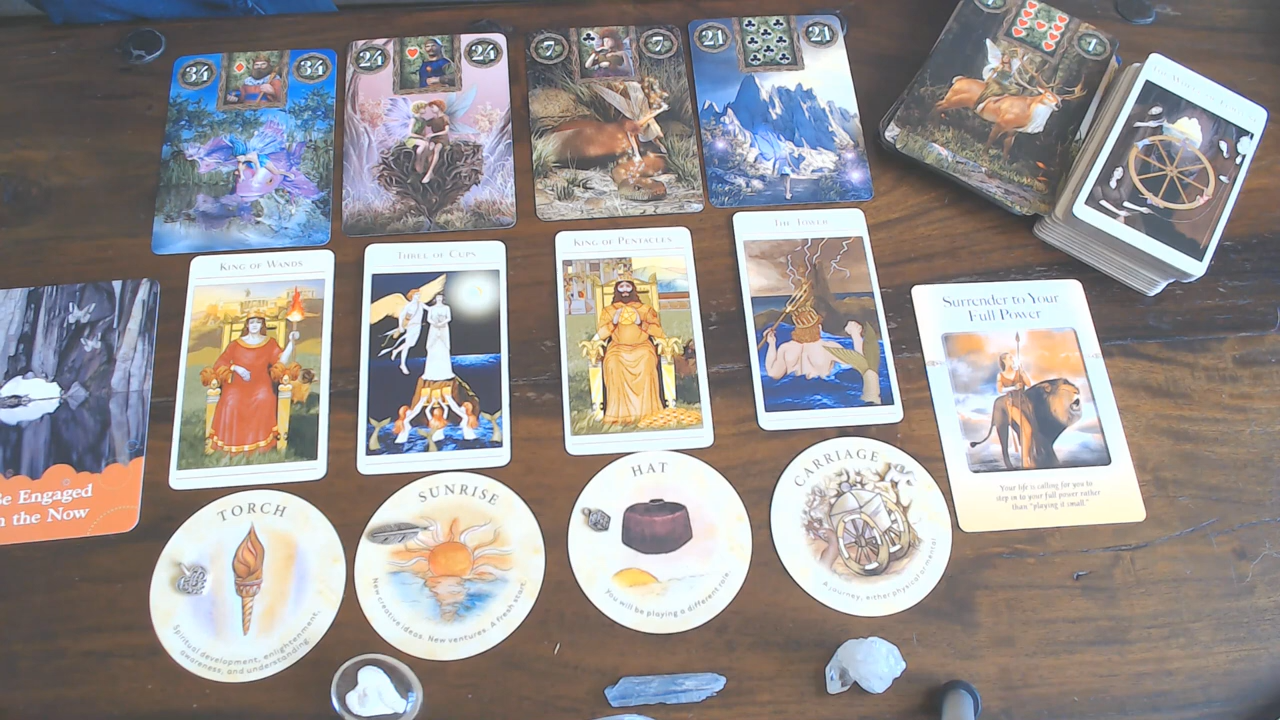 34
34
24
24
7
7
21
21
7
KING OF WANDS
THREE OF CUPS
KING OF PENTACLES
THE TOWER
Be Engaged
in the Now
Surrender to Your
Full Power
Your life is calling for you to
step in to your full power rather
than "playing it small."
TORCH
Spiritual development, enlightenment,
awareness, and understanding.
SUNRISE
New creative ideas. New ventures. A fresh start.
HAT
You will be playing a different role.
CARRIAGE
A journey, either physical or mental